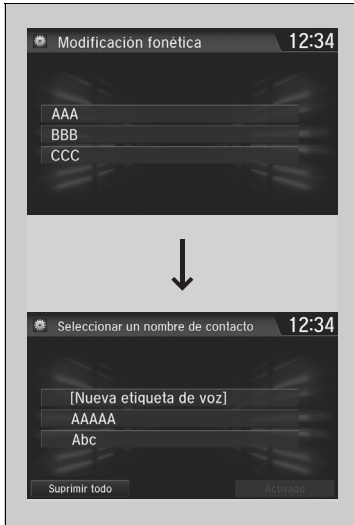 Modificación fonética 12:34
AAA
BBB
CCC
Seleccionar un nombre de contacto 12:34
[Nueva etiqueta de voz]
AAAAA
Abc
Suprimir todo Activado